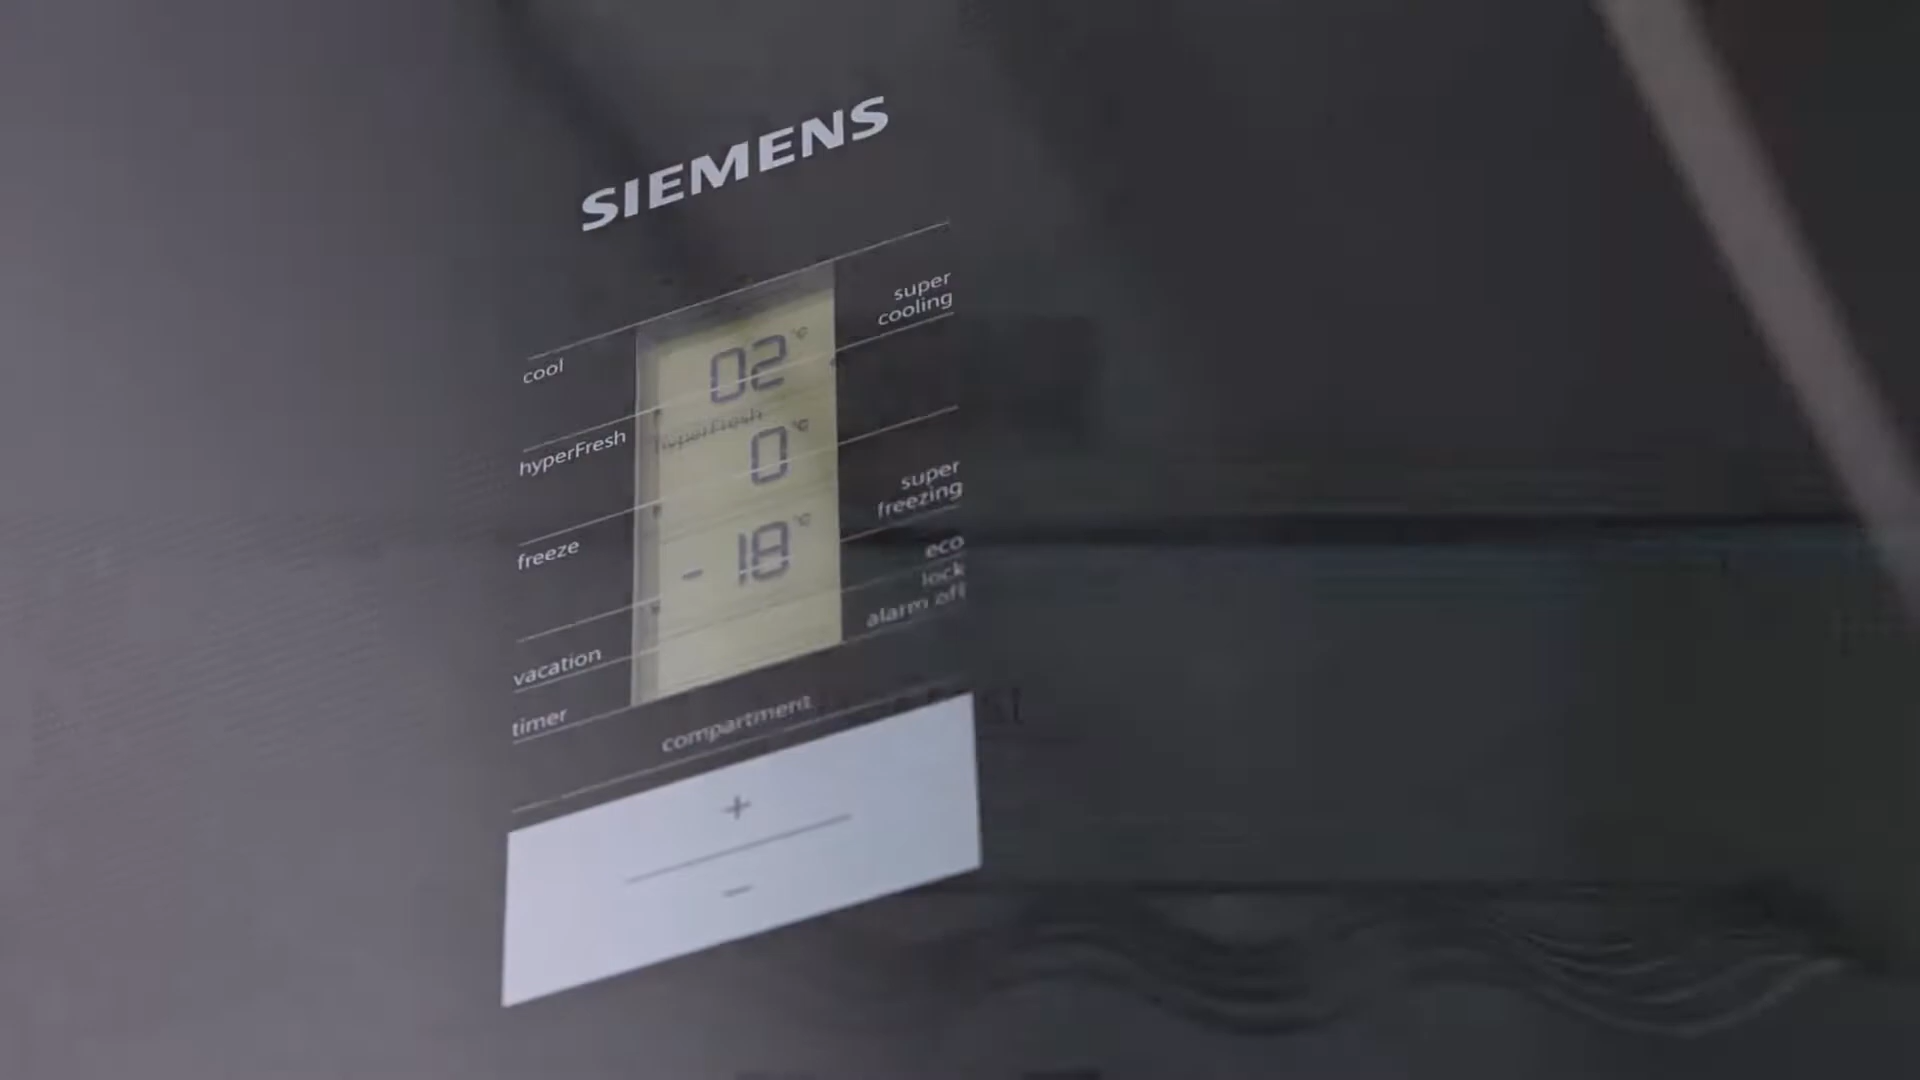 SIEMENS
super
cooling
cool
02 °C
hyperFresh
hyperFresh
0 °C
super
freezing
freeze
- 18 °C
eco
lock
alarm off
vacation
timer
compartment
+
-